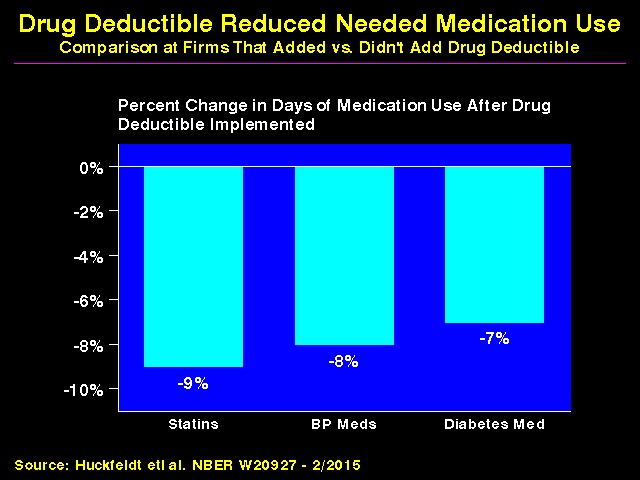 Drug Deductible Reduced Needed Medication Use
Comparison at Firms That Added vs. Didn't Add Drug Deductible
Percent Change in Days of Medication Use After Drug
Deductible Implemented
0%
-2%
-4%
-6%
-8%
-10%
-9%
-8%
-7%
Statins BP Meds Diabetes Med
Source: Huckfeldt etl al. NBER W20927 - 2/2015